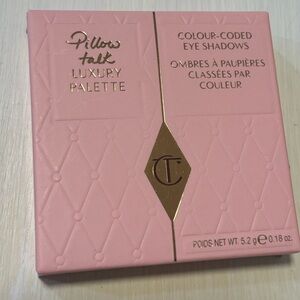 Pillow
talk
LUXURY
PALETTE
COLOUR-CODED
EYE SHADOWS
OMBRES À PAUPIÈRES
CLASSÉES PAR
COULEUR
CT
POIDS-NET WT. 5.2 g ℮ 0.18 oz.